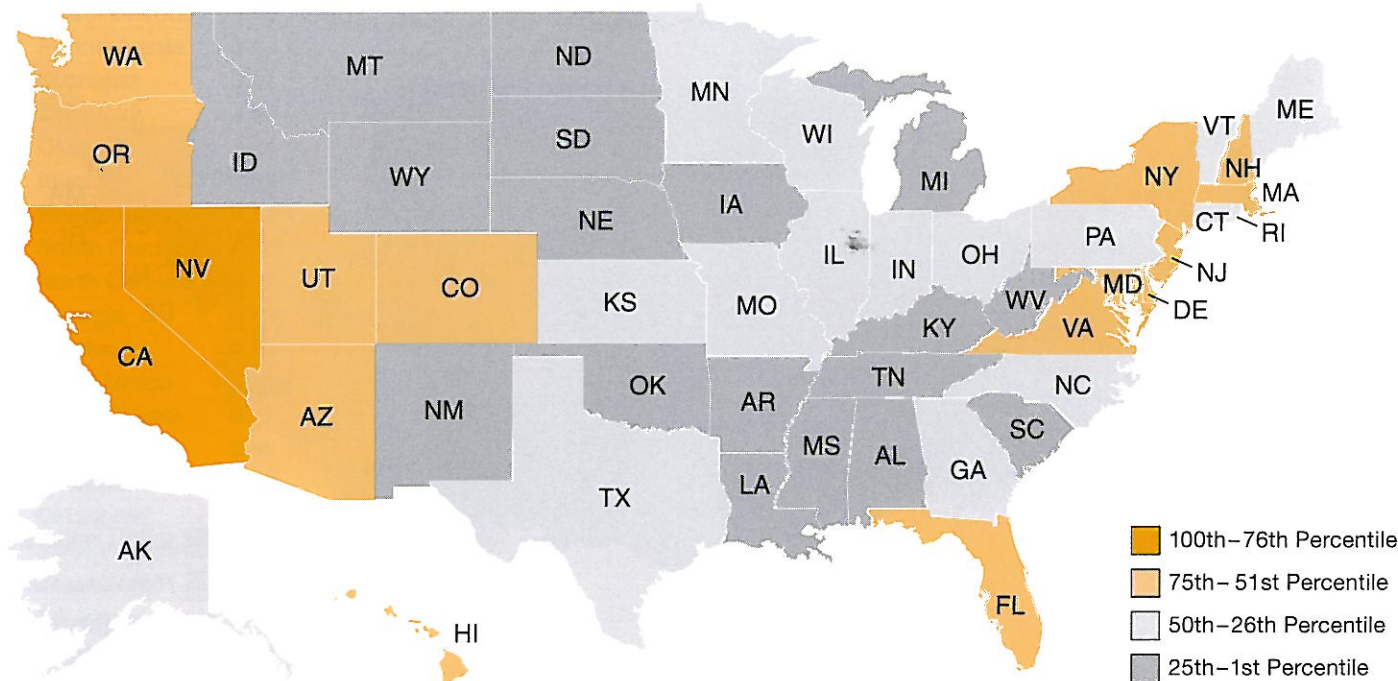 WA
MT
ND
MN
ME
VT
OR
ID
SD
WI
NH
NY
MA
WY
MI
IA
CT
RI
NE
PA
NV
IL
IN
OH
NJ
UT
CO
MD
WV
DE
KS
MO
KY
VA
CA
TN
NC
OK
AR
AZ
NM
SC
MS
AL
GA
LA
TX
AK
100th–76th Percentile
75th–51st Percentile
FL
HI
50th–26th Percentile
25th–1st Percentile